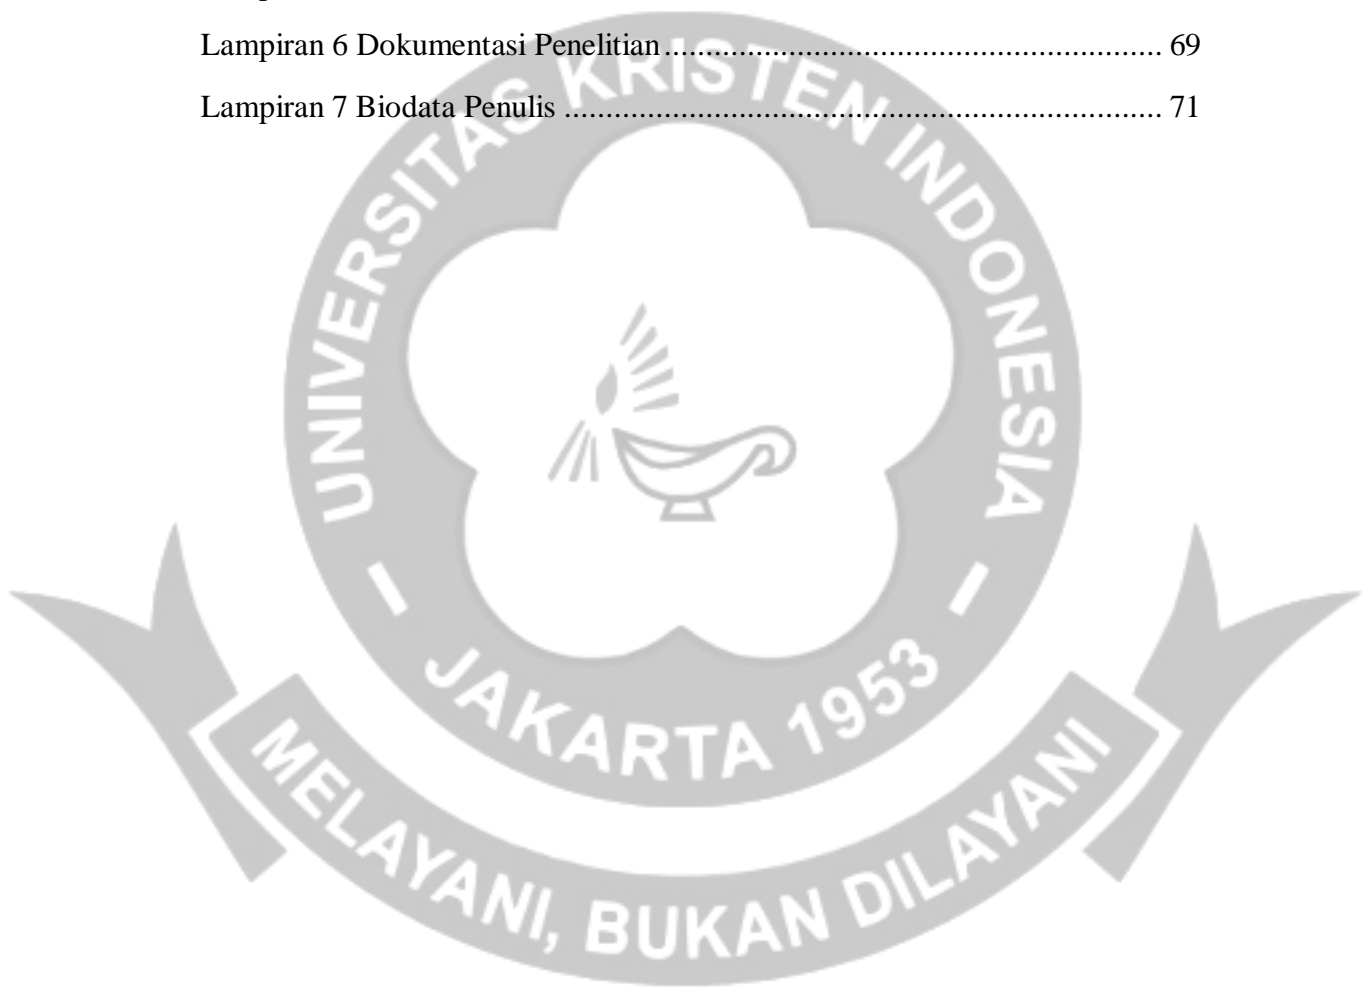 Lampiran 6 Dokumentasi Penelitian ............................................................ 69
Lampiran 7 Biodata Penulis ........................................................................ 71
UNIVERSITAS KRISTEN INDONESIA
- JAKARTA 1953 -
MELAYANI, BUKAN DILAYANI